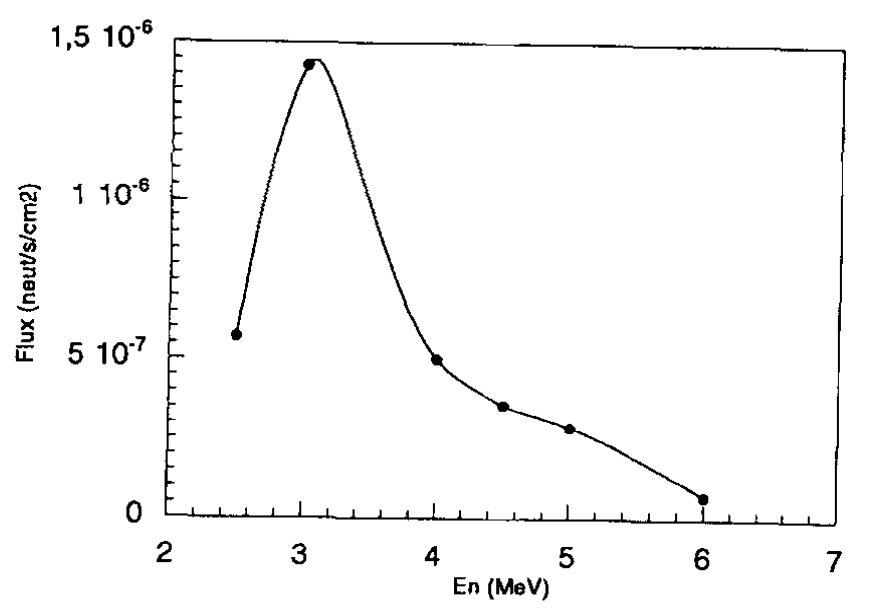 1,5 10-6
1 10-6
5 10-7
0
2 3 4 5 6 7
En (MeV)
Flux (neut/s/cm2)